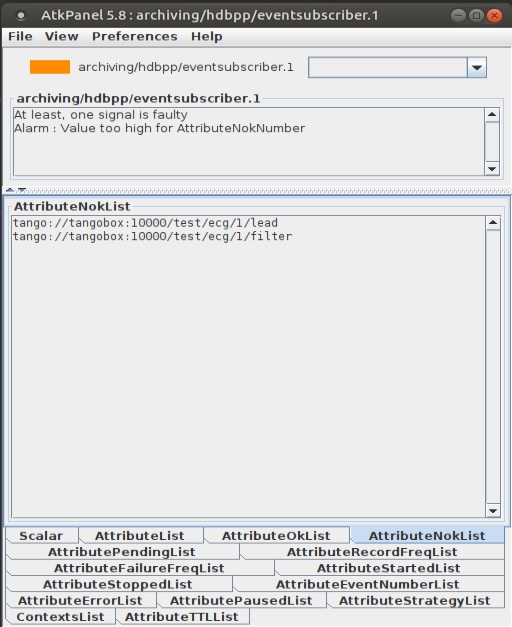 AtkPanel 5.8 : archiving/hdbpp/eventsubscriber.1
File View Preferences Help
archiving/hdbpp/eventsubscriber.1
archiving/hdbpp/eventsubscriber.1
At least, one signal is faulty
Alarm : Value too high for AttributeNokNumber
AttributeNokList
tango://tangobox:10000/test/ecg/1/lead
tango://tangobox:10000/test/ecg/1/filter
Scalar AttributeList AttributeOkList AttributeNokList
AttributePendingList AttributeRecordFreqList
AttributeFailureFreqList AttributeStartedList
AttributeStoppedList AttributeEventNumberList
AttributeErrorList AttributePausedList AttributeStrategyList
ContextsList AttributeTTLList